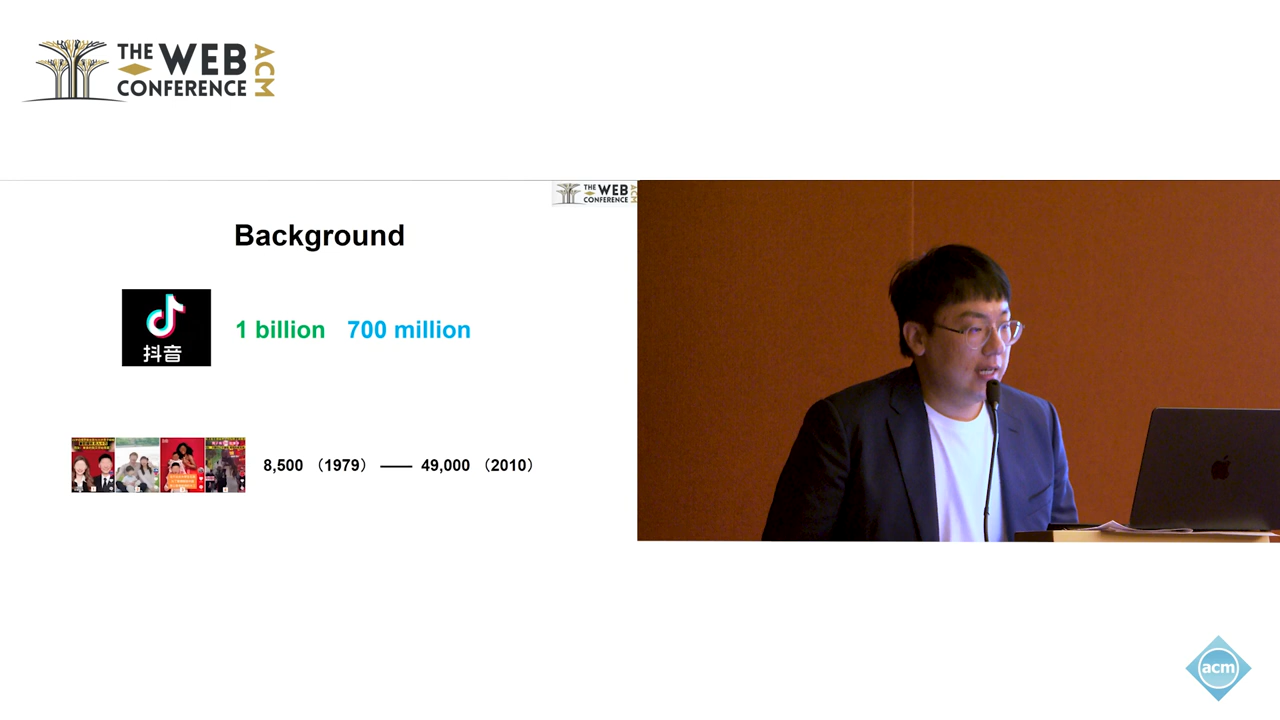 THE WEB
CONFERENCE
ACM
THE WEB
CONFERENCE
ACM
Background
抖音
1 billion 700 million
8,500 （1979） —— 49,000 （2010）
acm